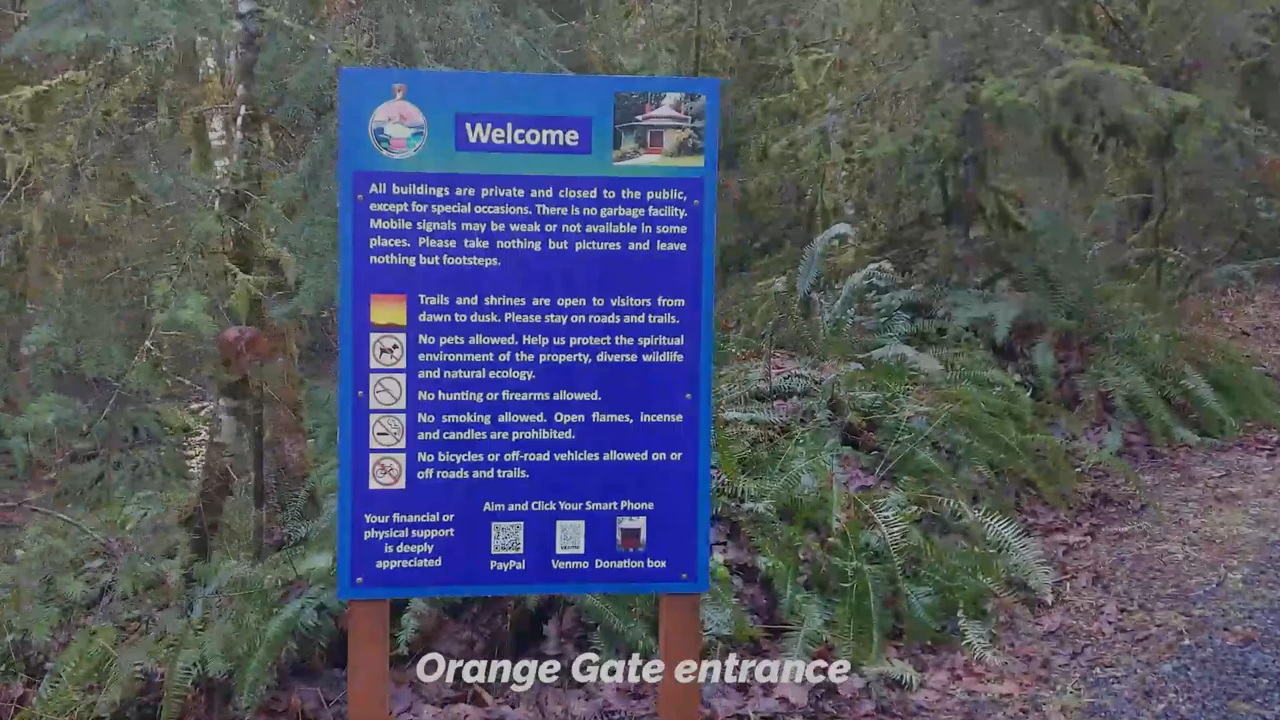 Welcome
All buildings are private and closed to the public,
except for special occasions. There is no garbage facility.
Mobile signals may be weak or not available in some
places. Please take nothing but pictures and leave
nothing but footsteps.
Trails and shrines are open to visitors from
dawn to dusk. Please stay on roads and trails.
No pets allowed. Help us protect the spiritual
environment of the property, diverse wildlife
and natural ecology.
No hunting or firearms allowed.
No smoking allowed. Open flames, incense
and candles are prohibited.
No bicycles or off-road vehicles allowed on or
off roads and trails.
Your financial or
physical support
is deeply
appreciated
Aim and Click Your Smart Phone
PayPal
Venmo
Donation box
Orange Gate entrance